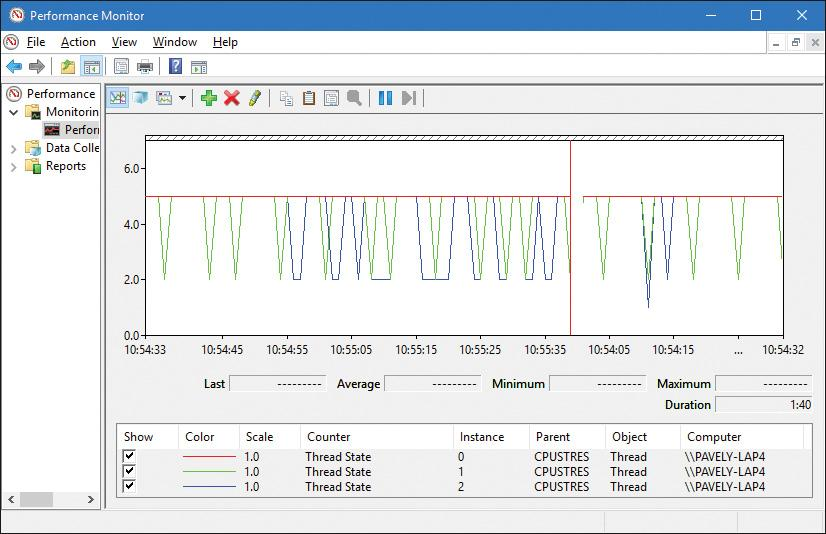 Performance Monitor
File Action View Window Help
Performance
Monitorin
Perforr
Data Colle
Reports
6.0
4.0
2.0
0.0
10:54:33 10:54:45 10:54:55 10:55:05 10:55:15 10:55:25 10:55:35 10:54:05 10:54:15 ... 10:54:32
Last --------- Average --------- Minimum --------- Maximum ---------
Duration 1:40
Show Color Scale Counter Instance Parent Object Computer
1.0 Thread State 0 CPUSTRES Thread \\PAVELY-LAP4
1.0 Thread State 1 CPUSTRES Thread \\PAVELY-LAP4
1.0 Thread State 2 CPUSTRES Thread \\PAVELY-LAP4